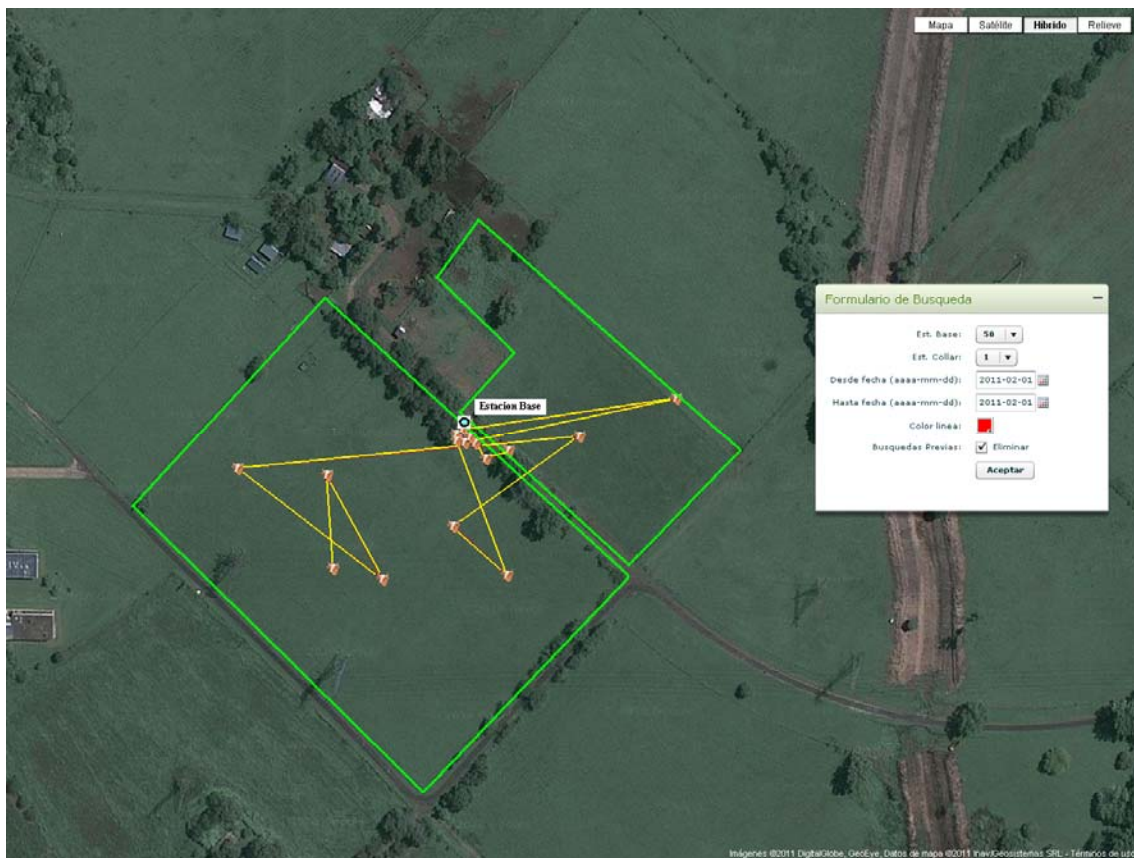 Mapa Satélite Híbrido Relieve
Formulario de Busqueda
Est. Base: 50
Est. Collar: 1
Desde fecha (aaaa-mm-dd): 2011-02-01
Hasta fecha (aaaa-mm-dd): 2011-02-01
Color linea:
Busquedas Previas: Eliminar
Aceptar
Estacion Base
Imágenes ©2011 DigitalGlobe, GeoEye, Datos de mapa ©2011 Inav/Geosistemas SRL - Términos de uso